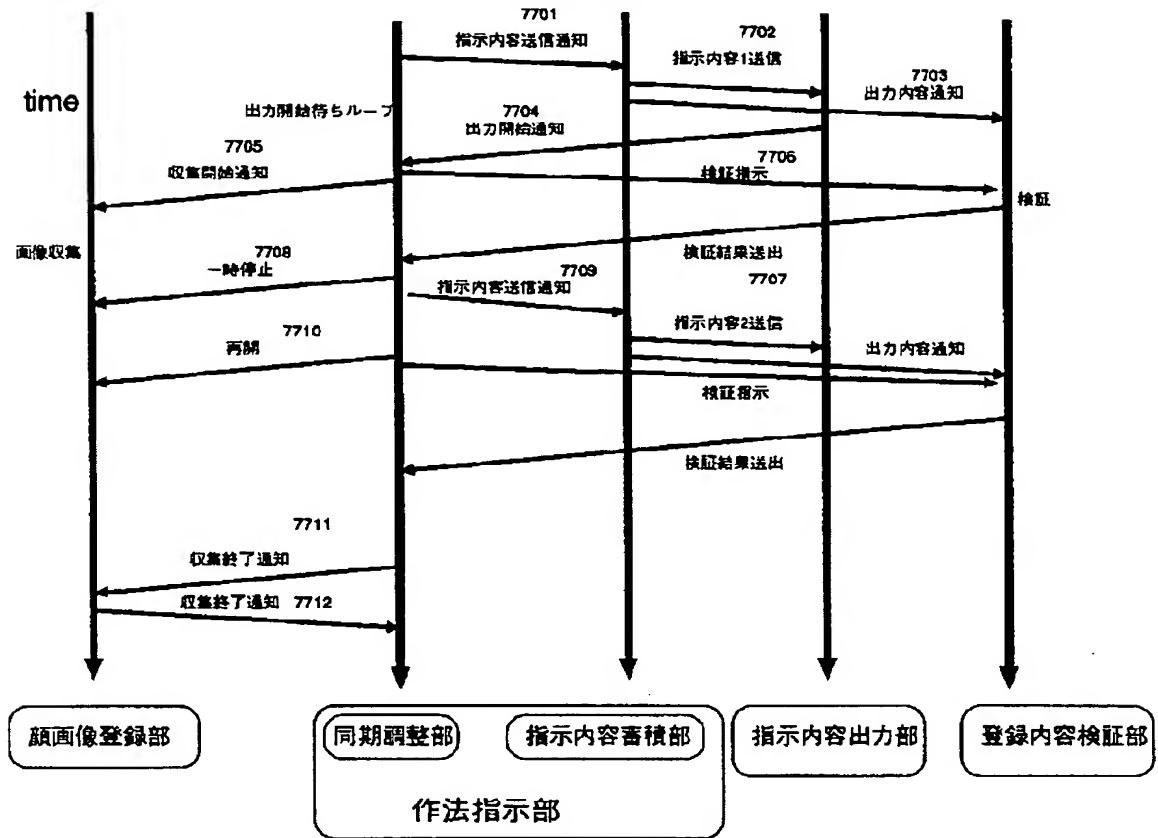 7701
指示内容送信通知
7702
指示内容1送信
7703
出力内容通知
time
出力開始待ちループ
7704
出力開始通知
7705
収集開始通知
7706
検証指示
検証
画像収集
検証結果送出
7708
一時停止
7709
指示内容送信通知
7707
指示内容2送信
7710
再開
出力内容通知
検証指示
検証結果送出
7711
収集終了通知
収集終了通知 7712
顔画像登録部
同期調整部
指示内容蓄積部
指示内容出力部
登録内容検証部
作法指示部